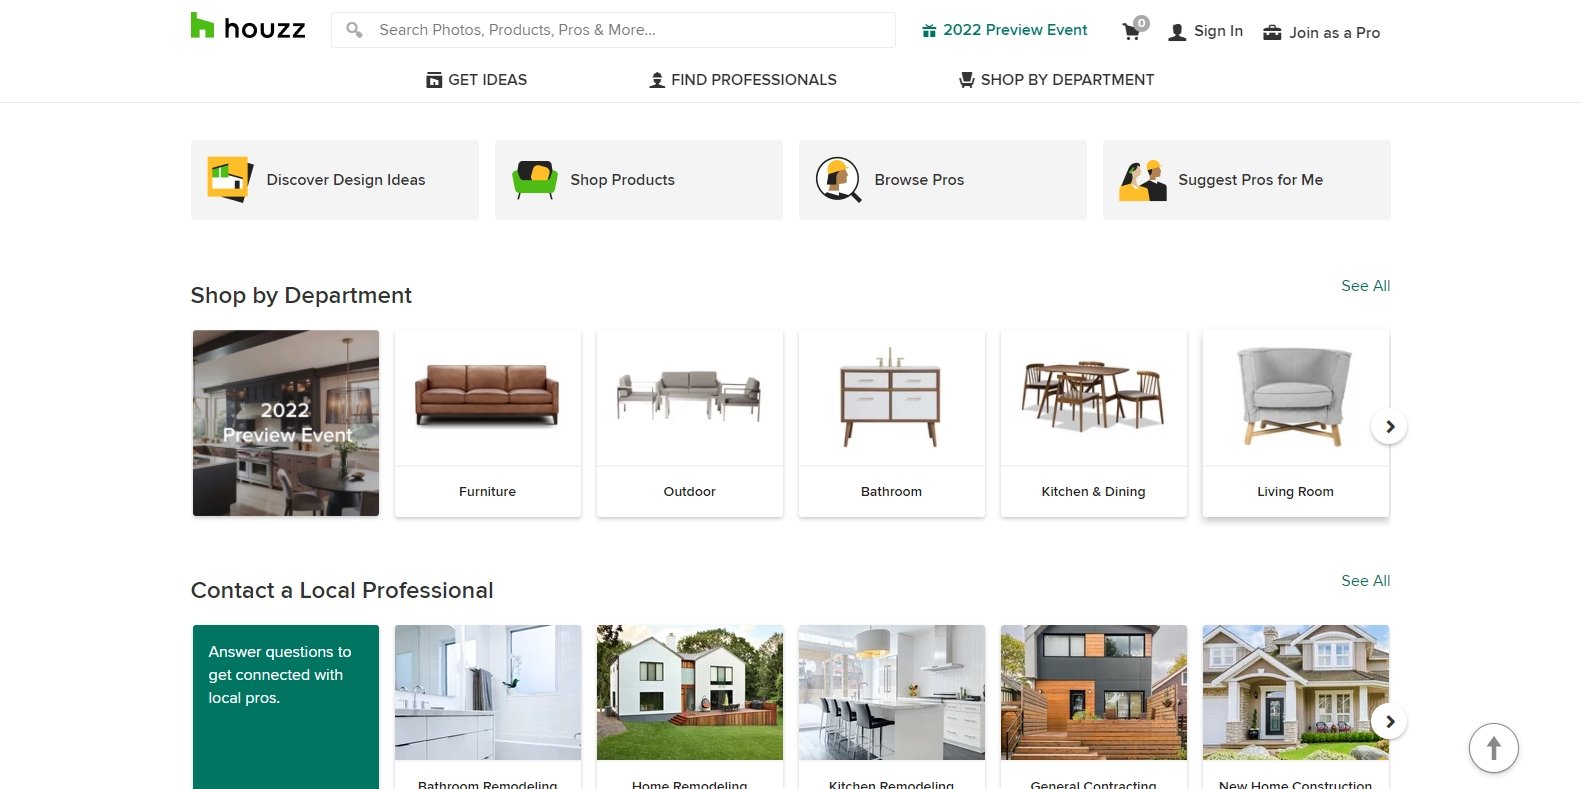 houzz
Search Photos, Products, Pros & More...
2022 Preview Event
0
Sign In
Join as a Pro
GET IDEAS
FIND PROFESSIONALS
SHOP BY DEPARTMENT
Discover Design Ideas
Shop Products
Browse Pros
Suggest Pros for Me
Shop by Department
See All
2022
Preview Event
Furniture
Outdoor
Bathroom
Kitchen & Dining
Living Room
Contact a Local Professional
See All
Answer questions to
get connected with
local pros.
Bathroom Remodeling
Home Remodeling
Kitchen Remodeling
General Contracting
New Home Construction